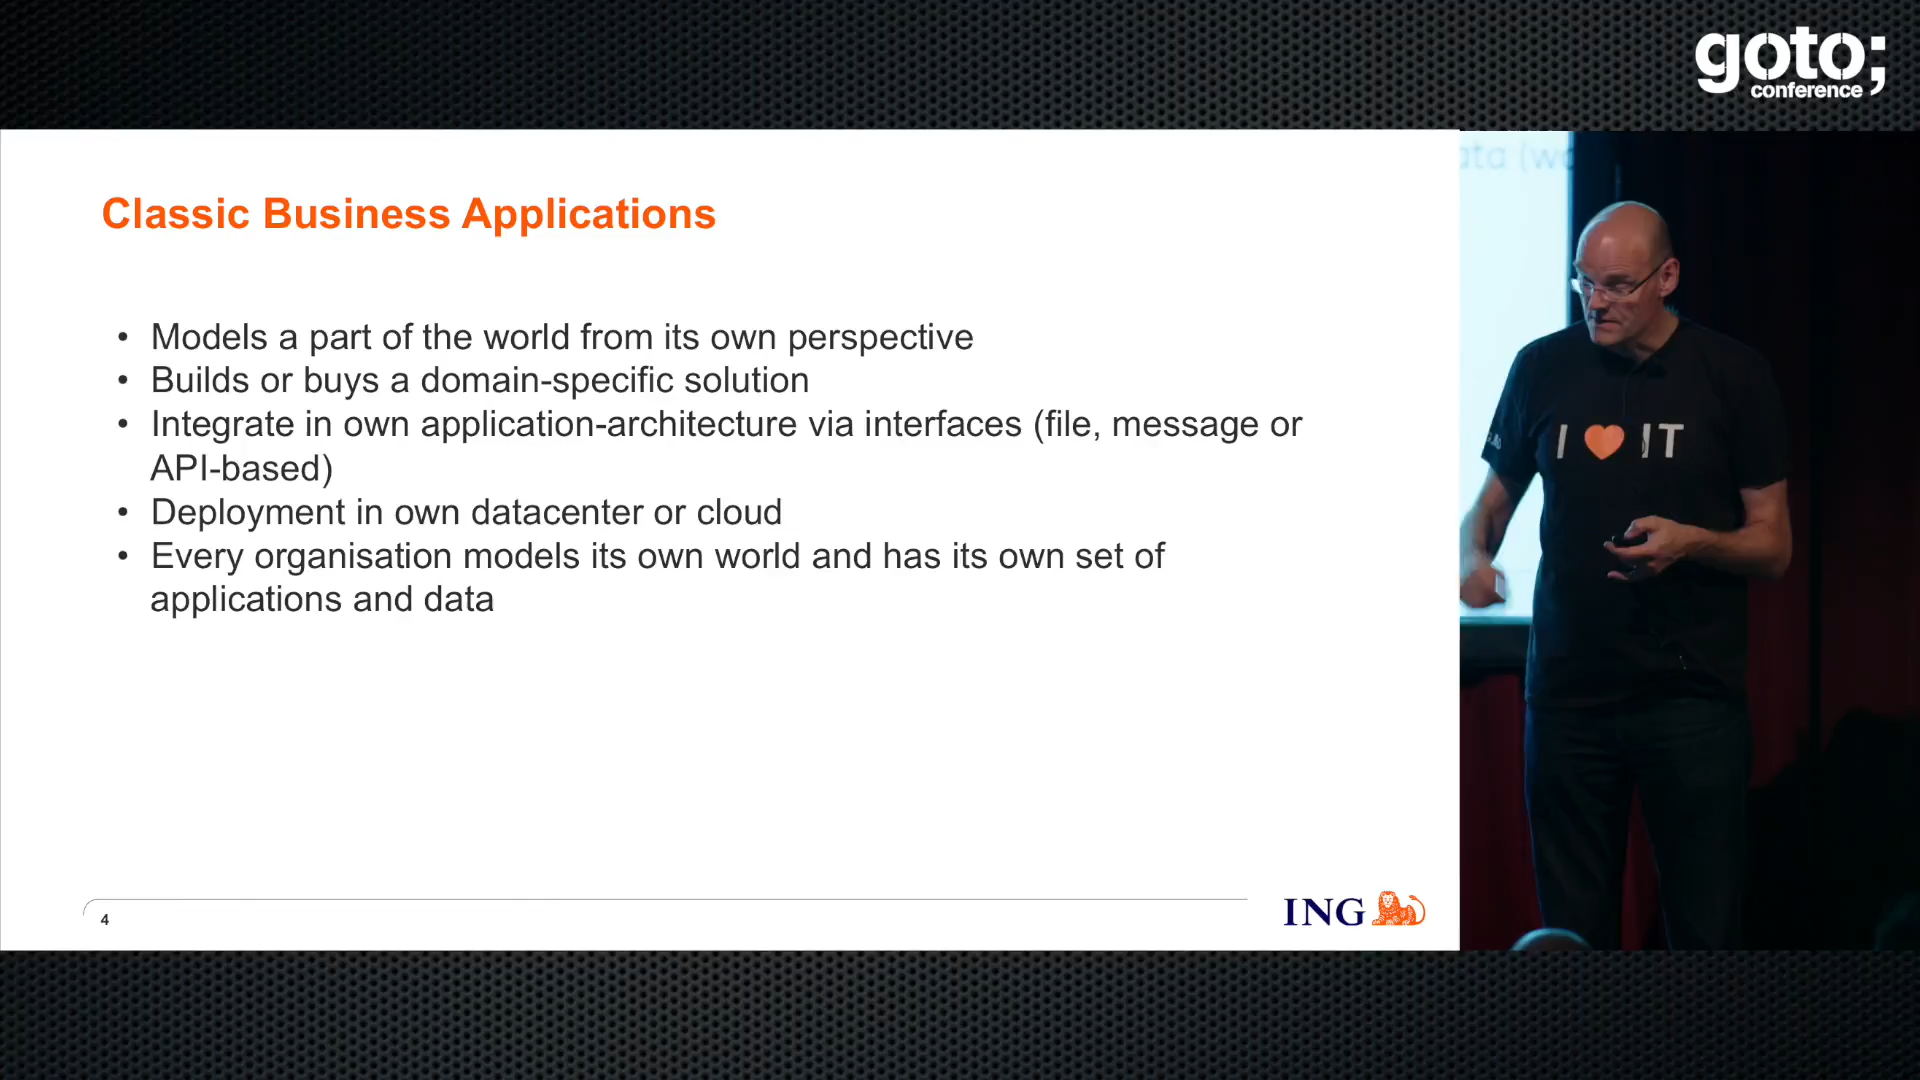 goto;
conference
ata (wo
Classic Business Applications
• Models a part of the world from its own perspective
• Builds or buys a domain-specific solution
• Integrate in own application-architecture via interfaces (file, message or
API-based)
• Deployment in own datacenter or cloud
• Every organisation models its own world and has its own set of
applications and data
I ❤ IT
4
ING